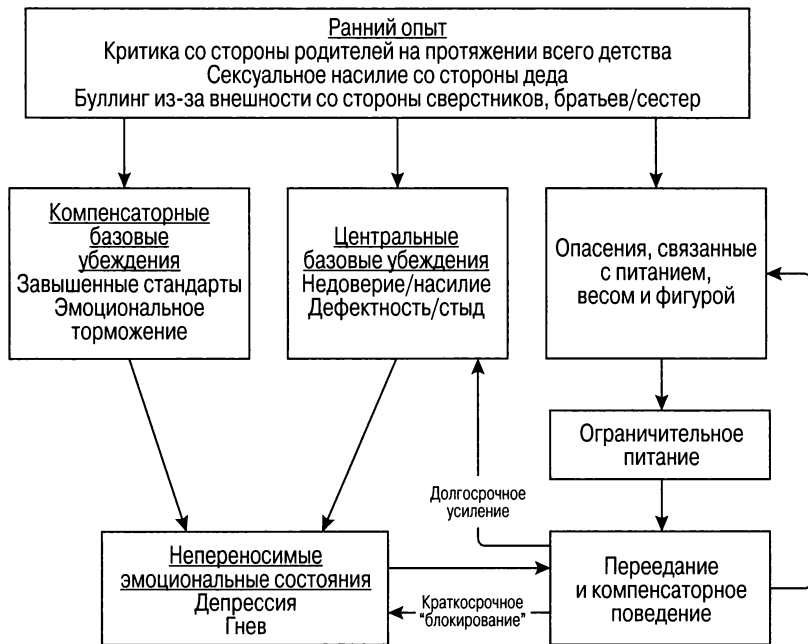 Ранний опыт
Критика со стороны родителей на протяжении всего детства
Сексуальное насилие со стороны деда
Буллинг из-за внешности со стороны сверстников, братьев/сестер
Компенсаторные
базовые
убеждения
Завышенные стандарты
Эмоциональное
торможение
Центральные
базовые убеждения
Недоверие/насилие
Дефектность/стыд
Опасения, связанные
с питанием,
весом и фигурой
Ограничительное
питание
Долгосрочное
усиление
Непереносимые
эмоциональные состояния
Депрессия
Гнев
Краткосрочное
“блокирование”
Переедание
и компенсаторное
поведение